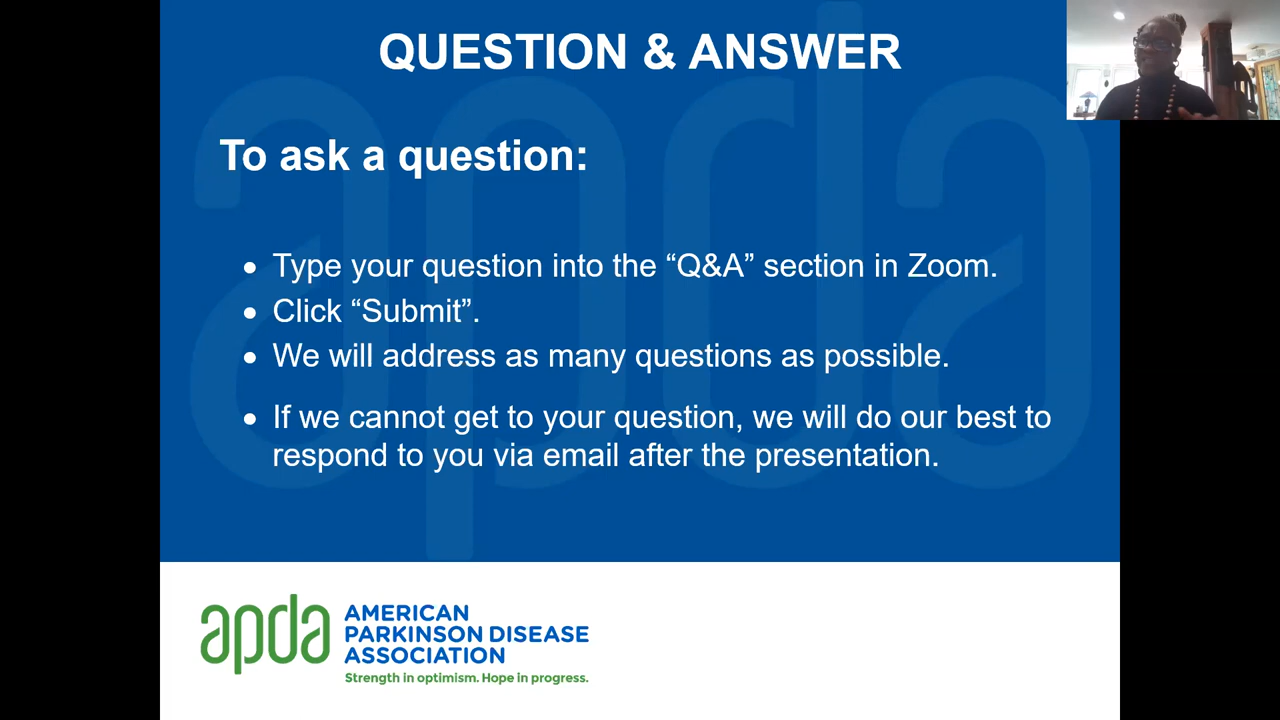 QUESTION & ANSWER
To ask a question:
• Type your question into the “Q&A” section in Zoom.
• Click “Submit”.
• We will address as many questions as possible.
• If we cannot get to your question, we will do our best to
respond to you via email after the presentation.
apda
AMERICAN
PARKINSON DISEASE
ASSOCIATION
Strength in optimism. Hope in progress.